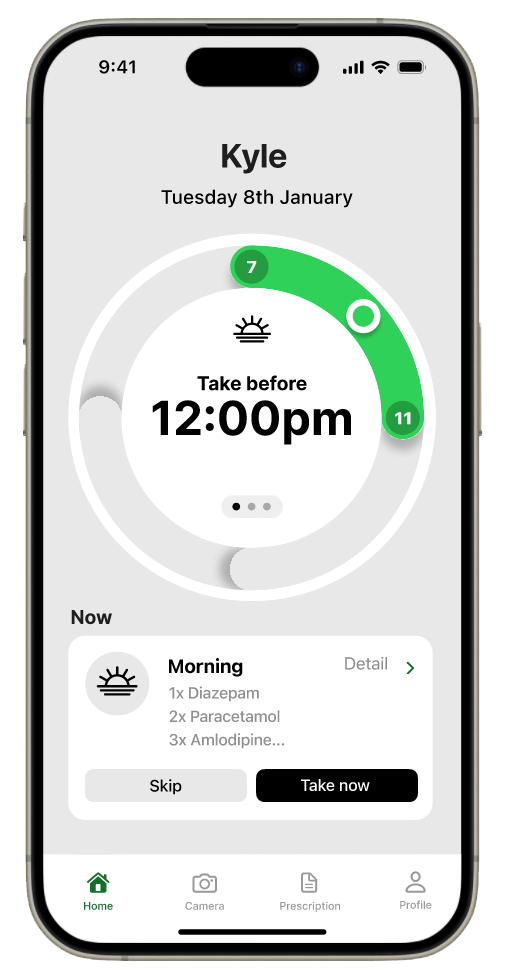 9:41
Kyle
Tuesday 8th January
7
11
Take before
12:00pm
Now
Morning
Detail
1x Diazepam
2x Paracetamol
3x Amlodipine...
Skip
Take now
Home
Camera
Prescription
Profile